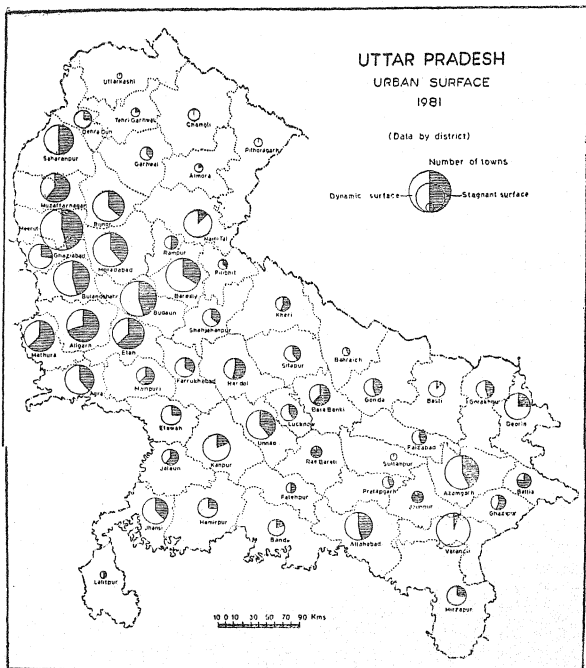 UTTAR PRADESH
URBAN SURFACE
1981
(Data by district)
Number of towns
Dynamic surface
Stagnant surface
Uttarkashi
Dehra Dun
Tehri Garhwal
Chamoli
Pithoragarh
Saharanpur
Garhwal
Almora
Muzaffarnagar
Bijnor
Meerut
Naini Tal
Ghaziabad
Moradabad
Rampur
Pilibhit
Bulandshahr
Bareilly
Budaun
Shahjahanpur
Kheri
Mathura
Aligarh
Etah
Bahraich
Agra
Mainpuri
Farrukhabad
Hardoi
Sitapur
Gonda
Basti
Gorakhpur
Deoria
Etawah
Bara Banki
Unnao
Lucknow
Faizabad
Jalaun
Kanpur
Rae Bareli
Sultanpur
Azamgarh
Ballia
Fatehpur
Pratapgarh
Jaunpur
Ghazipur
Jhansi
Hamirpur
Banda
Allahabad
Varanasi
Lalitpur
Mirzapur
10 0 10 30 50 70 90 Kms